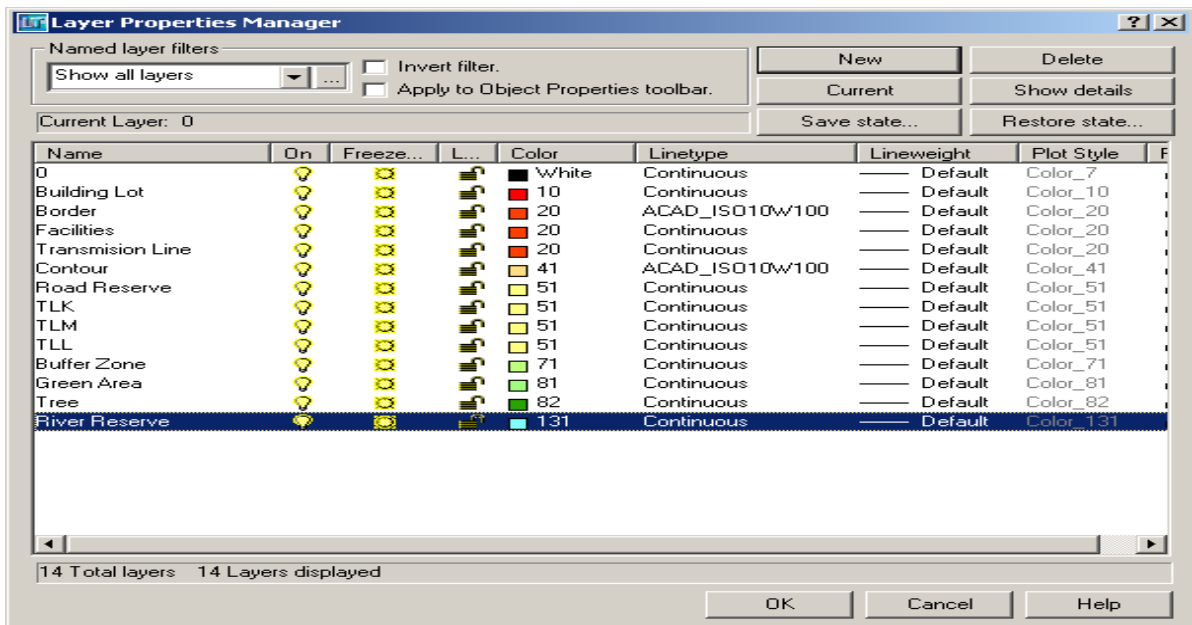 LT Layer Properties Manager ? X
Named layer filters
Show all layers ... Invert filter. New Delete
Apply to Object Properties toolbar. Current Show details
Current Layer: 0 Save state... Restore state...
Name On Freeze... L... Color Linetype Lineweight Plot Style
0 White Continuous Default Color_7
Building Lot 10 Continuous Default Color_10
Border 20 ACAD_ISO10W100 Default Color_20
Facilities 20 Continuous Default Color_20
Transmision Line 20 Continuous Default Color_20
Contour 41 ACAD_ISO10W100 Default Color_41
Road Reserve 51 Continuous Default Color_51
TLK 51 Continuous Default Color_51
TLM 51 Continuous Default Color_51
TLL 51 Continuous Default Color_51
Buffer Zone 71 Continuous Default Color_71
Green Area 81 Continuous Default Color_81
Tree 82 Continuous Default Color_82
River Reserve 131 Continuous Default Color_131
14 Total layers 14 Layers displayed
OK Cancel Help